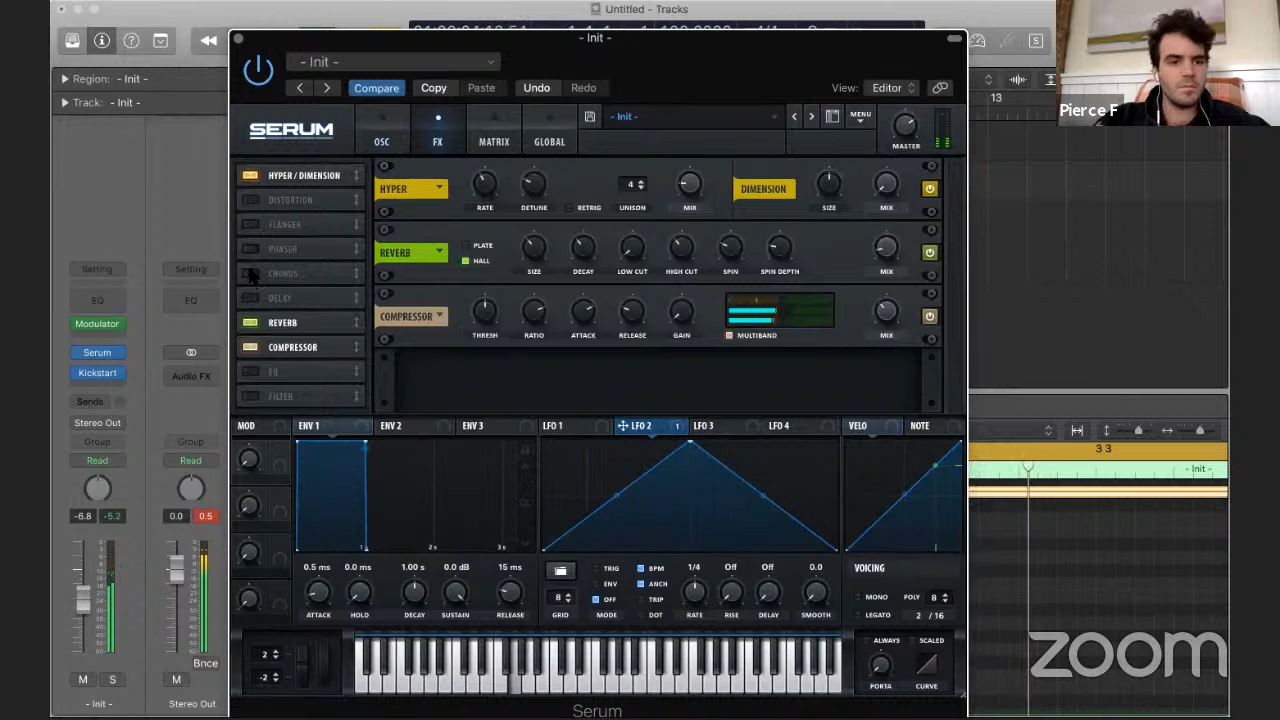 Untitled - Tracks
- Init -
- Init -
Compare
Copy
Paste
Undo
Redo
View:
Editor
Region: - Init -
Track: - Init -
13
Pierce F
SERUM
OSC
FX
MATRIX
GLOBAL
- Init -
MENU
MASTER
HYPER / DIMENSION
DISTORTION
FLANGER
PHASER
CHORUS
DELAY
REVERB
COMPRESSOR
EQ
FILTER
HYPER
RATE
DETUNE
RETRIG
4
UNISON
MIX
DIMENSION
SIZE
MIX
REVERB
PLATE
HALL
SIZE
DECAY
LOW CUT
HIGH CUT
SPIN
SPIN DEPTH
MIX
COMPRESSOR
THRESH
RATIO
ATTACK
RELEASE
GAIN
MULTIBAND
MIX
Setting
Setting
EQ
EQ
Modulator
Serum
Kickstart
Audio FX
Sends
Stereo Out
Group
Group
Read
Read
-6.8
-5.2
0.0
0.5
Bnce
M
S
M
- Init -
Stereo Out
MOD
ENV 1
ENV 2
ENV 3
LFO 1
LFO 2
1
LFO 3
LFO 4
VELO
NOTE
1
2s
3s
0.5 ms
0.0 ms
1.00 s
0.0 dB
15 ms
ATTACK
HOLD
DECAY
SUSTAIN
RELEASE
8
GRID
TRIG
ENV
OFF
MODE
BPM
ANCH
TRIP
DOT
1/4
Off
Off
0.0
RATE
RISE
DELAY
SMOOTH
VOICING
MONO
POLY
8
LEGATO
2 / 16
ALWAYS
SCALED
PORTA
CURVE
2
-2
3 3
- Init -
Serum
zoom